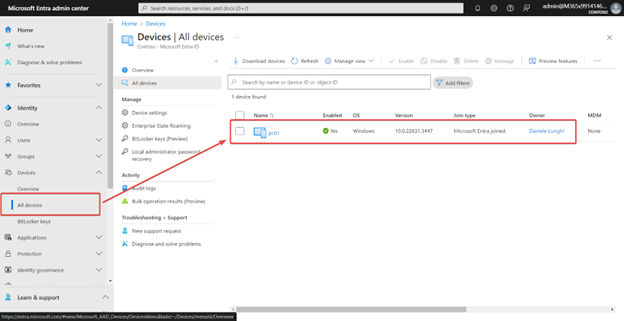 Microsoft Entra admin center
Search resources, services, and docs (G+/)
admin@M365x9914146...
CONTOSO
Home
What's new
Diagnose & solve problems
Favorites
Identity
Overview
Users
Groups
Devices
Overview
All devices
BitLocker keys
Applications
Protection
Identity governance
Learn & support
Home > Devices
Devices | All devices
Contoso - Microsoft Entra ID
Overview
All devices
Manage
Device settings
Enterprise State Roaming
BitLocker keys (Preview)
Local administrator password
recovery
Activity
Audit logs
Bulk operation results (Preview)
Troubleshooting + Support
New support request
Diagnose and solve problems
Download devices Refresh Manage view Enable Disable Delete Manage Preview features
Search by name or device ID or object ID
Add filters
1 device found
Name Enabled OS Version Join type Owner MDM
pc01 Yes Windows 10.0.22631.3447 Microsoft Entra joined Daniele Longhi None
https://entra.microsoft.com/#view/Microsoft_AAD_Devices/DevicesMenuBlade/~/Devices/menuId/Overview